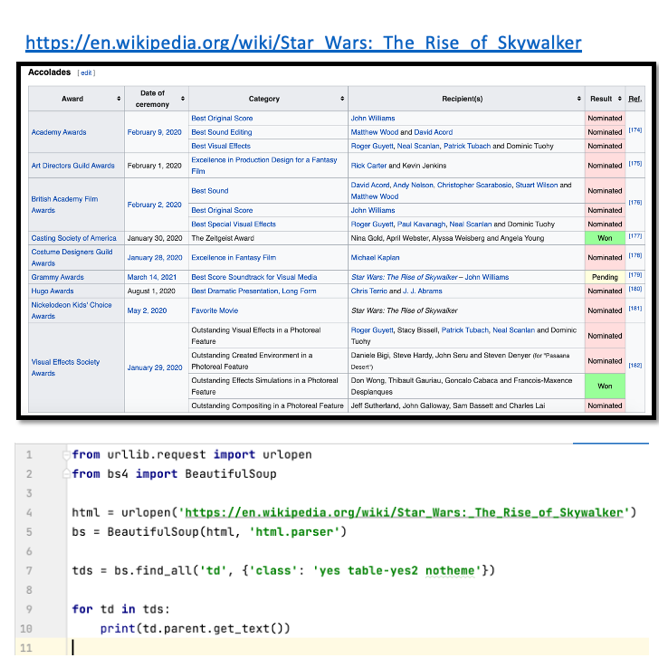 https://en.wikipedia.org/wiki/Star_Wars:_The_Rise_of_Skywalker
Accolades [ edit ]
Award Date of ceremony Category Recipient(s) Result Ref.
Academy Awards February 9, 2020 Best Original Score John Williams Nominated [174]
Best Sound Editing Matthew Wood and David Acord Nominated
Best Visual Effects Roger Guyett, Neal Scanlan, Patrick Tubach and Dominic Tuohy Nominated
Art Directors Guild Awards February 1, 2020 Excellence in Production Design for a Fantasy Film Rick Carter and Kevin Jenkins Nominated [175]
British Academy Film Awards February 2, 2020 Best Sound David Acord, Andy Nelson, Christopher Scarabosio, Stuart Wilson and Matthew Wood Nominated [176]
Best Original Score John Williams Nominated
Best Special Visual Effects Roger Guyett, Paul Kavanagh, Neal Scanlan and Dominic Tuohy Nominated
Casting Society of America January 30, 2020 The Zeitgeist Award Nina Gold, April Webster, Alyssa Weisberg and Angela Young Won [177]
Costume Designers Guild Awards January 28, 2020 Excellence in Fantasy Film Michael Kaplan Nominated [178]
Grammy Awards March 14, 2021 Best Score Soundtrack for Visual Media Star Wars: The Rise of Skywalker – John Williams Pending [179]
Hugo Awards August 1, 2020 Best Dramatic Presentation, Long Form Chris Terrio and J. J. Abrams Nominated [180]
Nickelodeon Kids' Choice Awards May 2, 2020 Favorite Movie Star Wars: The Rise of Skywalker Nominated [181]
Visual Effects Society Awards January 29, 2020 Outstanding Visual Effects in a Photoreal Feature Roger Guyett, Stacy Bissell, Patrick Tubach, Neal Scanlan and Dominic Tuohy Nominated [182]
Outstanding Created Environment in a Photoreal Feature Daniele Bigi, Steve Hardy, John Seru and Steven Denyer (for "Pasaana Desert") Nominated
Outstanding Effects Simulations in a Photoreal Feature Don Wong, Thibault Gauriau, Goncalo Cabaca and Francois-Maxence Desplanques Won
Outstanding Compositing in a Photoreal Feature Jeff Sutherland, John Galloway, Sam Bassett and Charles Lai Nominated
1 from urllib.request import urlopen
2 from bs4 import BeautifulSoup
3
4 html = urlopen('https://en.wikipedia.org/wiki/Star_Wars:_The_Rise_of_Skywalker')
5 bs = BeautifulSoup(html, 'html.parser')
6
7 tds = bs.find_all('td', {'class': 'yes table-yes2 notheme'})
8
9 for td in tds:
10 print(td.parent.get_text())
11